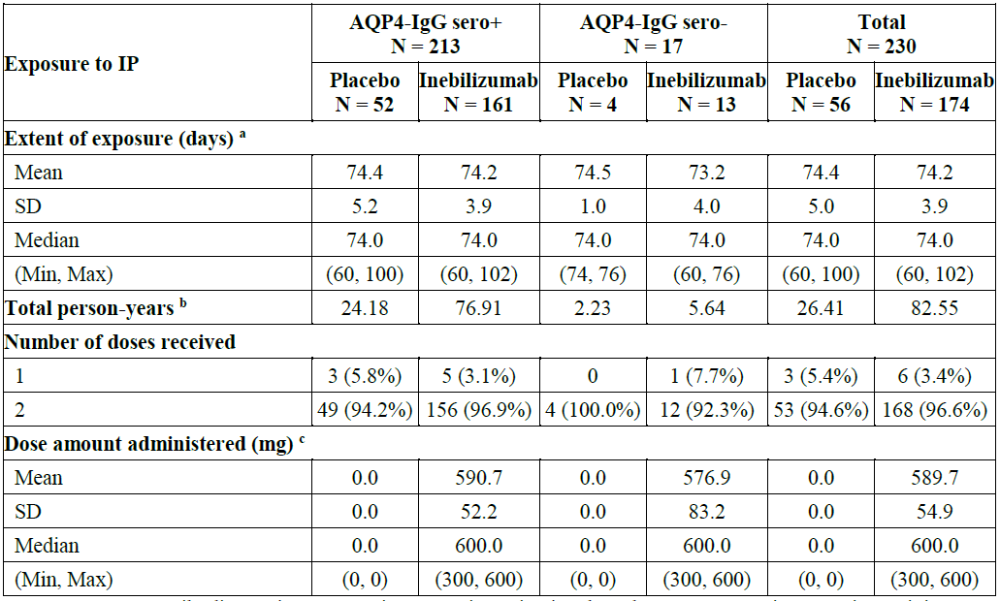 Exposure to IP
AQP4-IgG sero+
N = 213
AQP4-IgG sero-
N = 17
Total
N = 230
Placebo
N = 52
Inebilizumab
N = 161
Placebo
N = 4
Inebilizumab
N = 13
Placebo
N = 56
Inebilizumab
N = 174
Extent of exposure (days) a
Mean 74.4 74.2 74.5 73.2 74.4 74.2
SD 5.2 3.9 1.0 4.0 5.0 3.9
Median 74.0 74.0 74.0 74.0 74.0 74.0
(Min, Max) (60, 100) (60, 102) (74, 76) (60, 76) (60, 100) (60, 102)
Total person-years b 24.18 76.91 2.23 5.64 26.41 82.55
Number of doses received
1 3 (5.8%) 5 (3.1%) 0 1 (7.7%) 3 (5.4%) 6 (3.4%)
2 49 (94.2%) 156 (96.9%) 4 (100.0%) 12 (92.3%) 53 (94.6%) 168 (96.6%)
Dose amount administered (mg) c
Mean 0.0 590.7 0.0 576.9 0.0 589.7
SD 0.0 52.2 0.0 83.2 0.0 54.9
Median 0.0 600.0 0.0 600.0 0.0 600.0
(Min, Max) (0, 0) (300, 600) (0, 0) (300, 600) (0, 0) (300, 600)